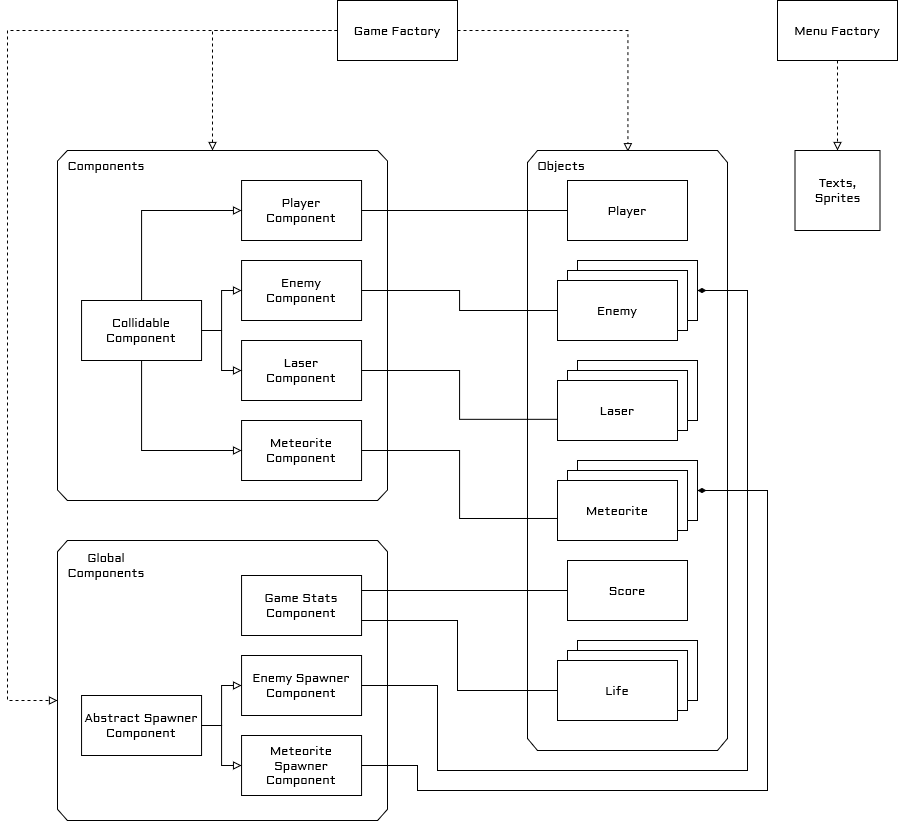 Game Factory
Menu Factory
Components
Player
Component
Enemy
Component
Collidable
Component
Laser
Component
Meteorite
Component
Objects
Player
Enemy
Laser
Meteorite
Score
Life
Texts,
Sprites
Global
Components
Game Stats
Component
Enemy Spawner
Component
Abstract Spawner
Component
Meteorite
Spawner
Component